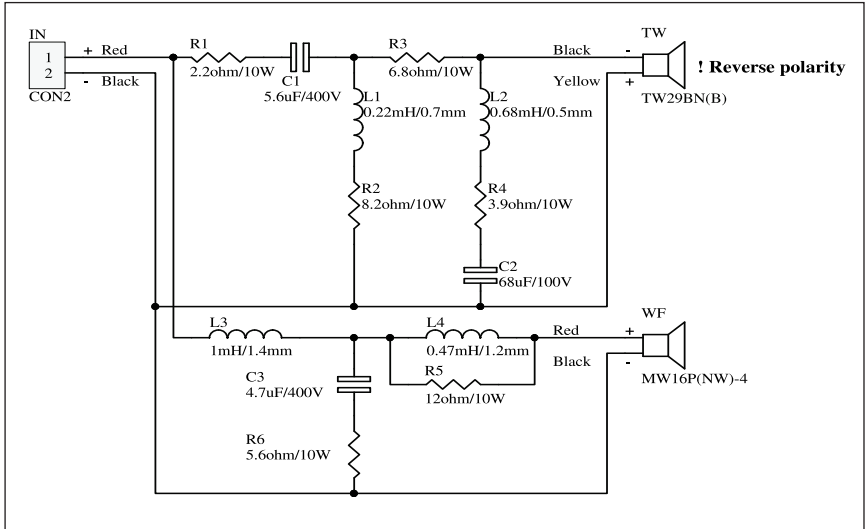 IN
1
2
CON2
+ Red
- Black
R1
2.2ohm/10W
C1
5.6uF/400V
R3
6.8ohm/10W
L1
0.22mH/0.7mm
R2
8.2ohm/10W
L2
0.68mH/0.5mm
R4
3.9ohm/10W
C2
68uF/100V
TW
Black -
Yellow +
! Reverse polarity
TW29BN(B)
L3
1mH/1.4mm
C3
4.7uF/400V
R6
5.6ohm/10W
L4
0.47mH/1.2mm
R5
12ohm/10W
WF
Red +
Black -
MW16P(NW)-4